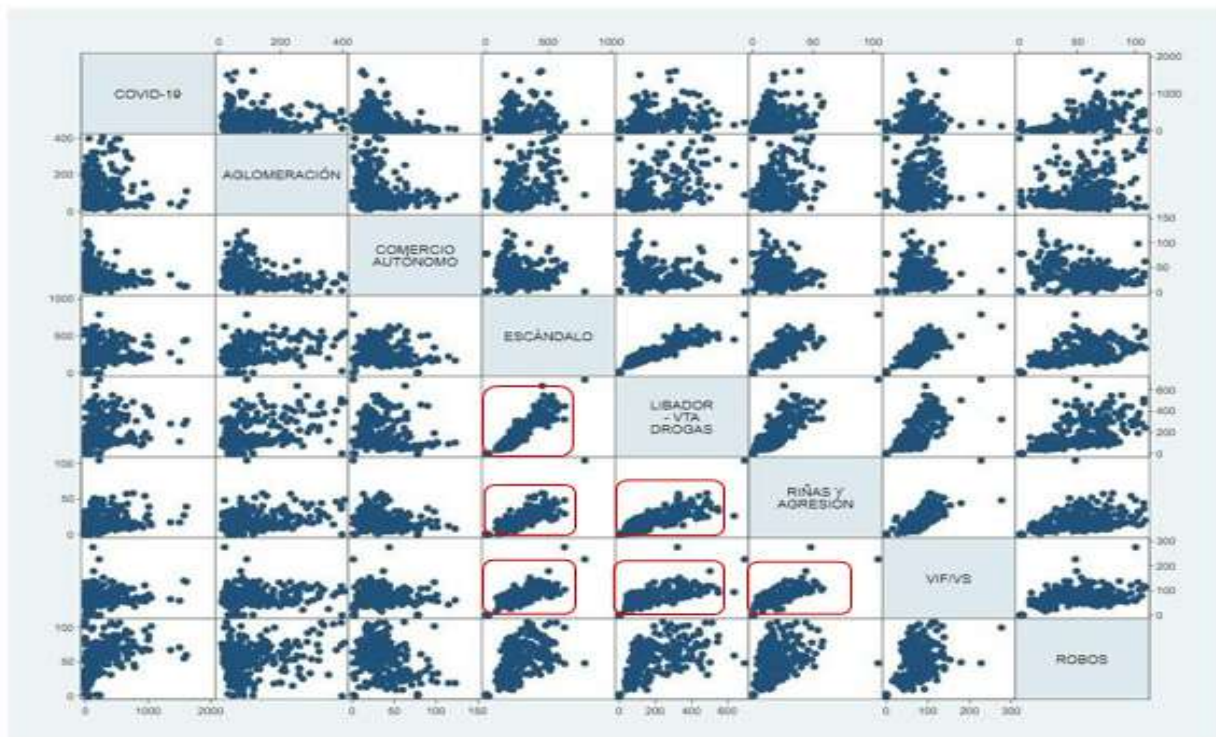 0 200 400 0 500 1000 0 50 100 0 50 100
COVID-19
2000
1000
0
400
200
0
AGLOMERACIÓN
COMERCIO
AUTÓNOMO
150
100
50
0
1000
500
0
ESCÁNDALO
LIBADOR
- VTA
DROGAS
600
400
200
0
100
50
0
RIÑAS y
AGRESIÓN
VIF/VS
300
200
100
0
100
50
0
ROBOS
0 1000 2000 0 50 100 150 0 200 400 600 0 100 200 300